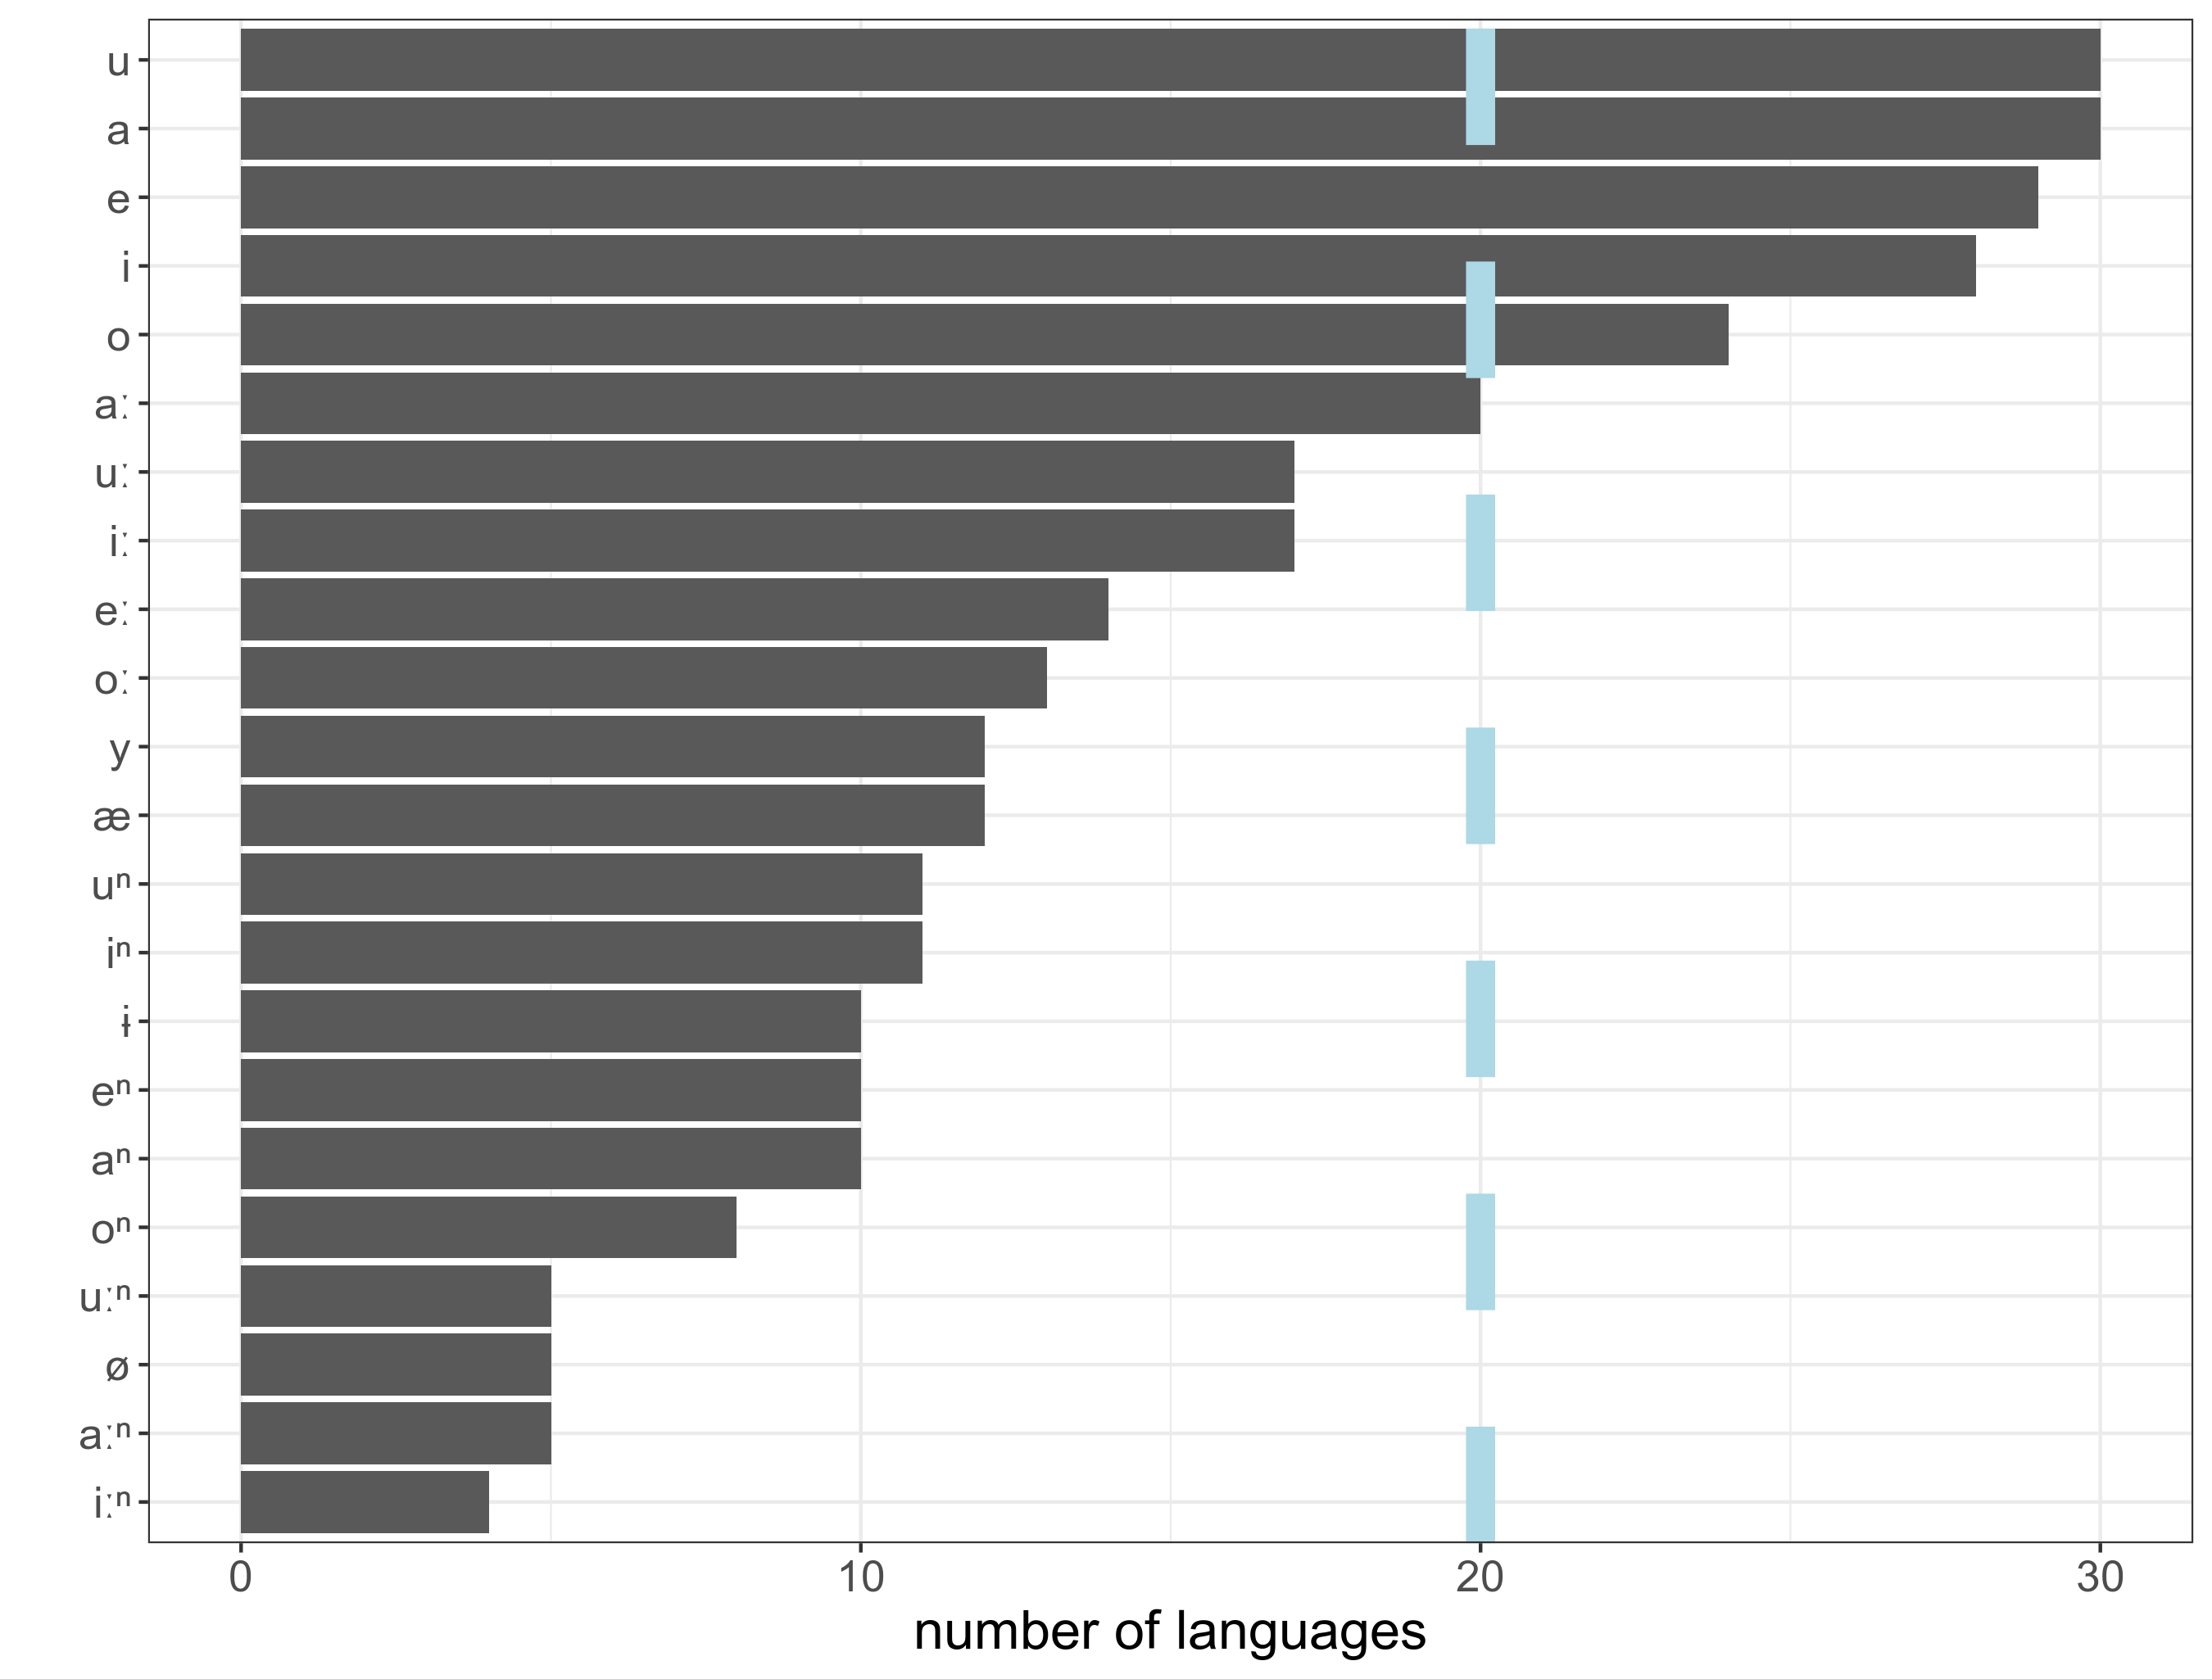 u
a
e
i
o
aː
uː
iː
eː
oː
y
æ
uⁿ
iⁿ
ɨ
eⁿ
aⁿ
oⁿ
uːⁿ
ø
aːⁿ
iːⁿ
0 10 20 30
number of languages